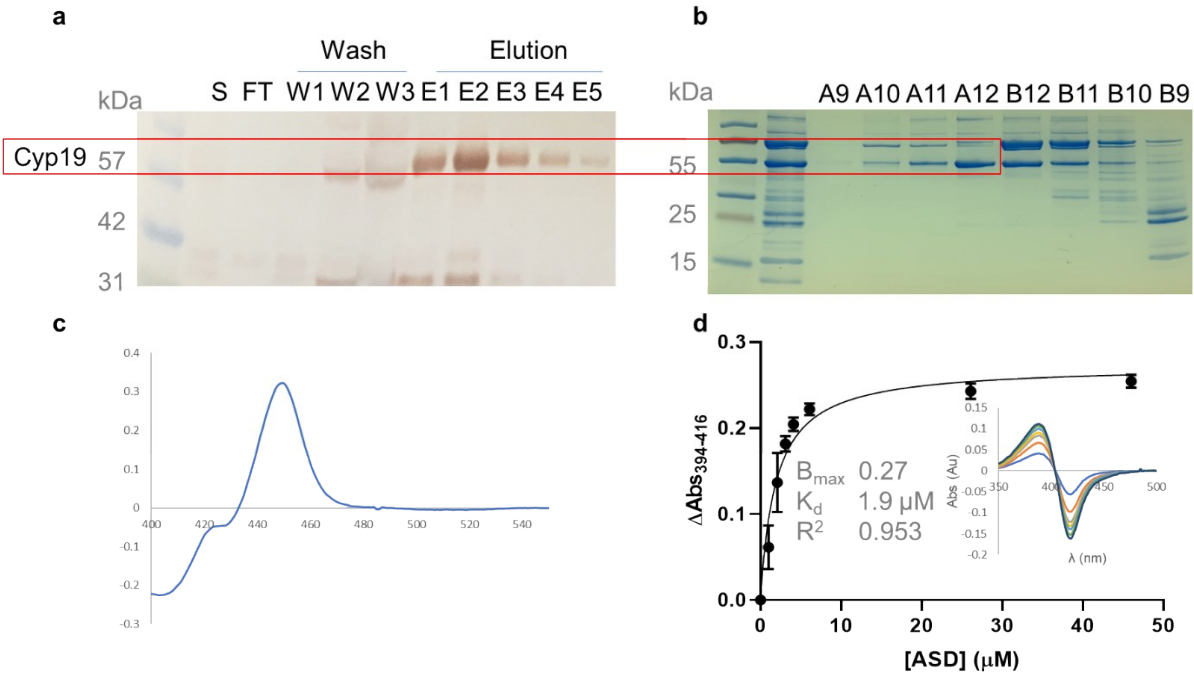 a
Wash Elution
kDa S FT W1 W2 W3 E1 E2 E3 E4 E5
Cyp19 57
42
31
b
kDa A9 A10 A11 A12 B12 B11 B10 B9
55
25
15
c
0.4
0.3
0.2
0.1
0
400 420 440 460 480 500 520 540
-0.1
-0.2
-0.3
d
0.3
0.2
0.1
0.0
ΔAbs394-416
0 10 20 30 40 50
[ASD] (μM)
Bmax 0.27
Kd 1.9 μM
R2 0.953
0.15
0.1
0.05
0
-0.05
-0.1
-0.15
-0.2
Abs (Au)
350 400 450 500
λ (nm)